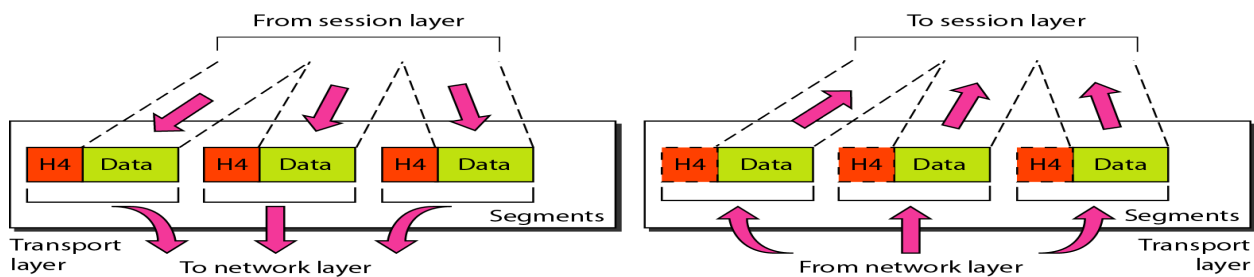 From session layer
H4 Data H4 Data H4 Data
Segments
Transport
layer
To network layer
To session layer
H4 Data H4 Data H4 Data
Segments
From network layer
Transport
layer